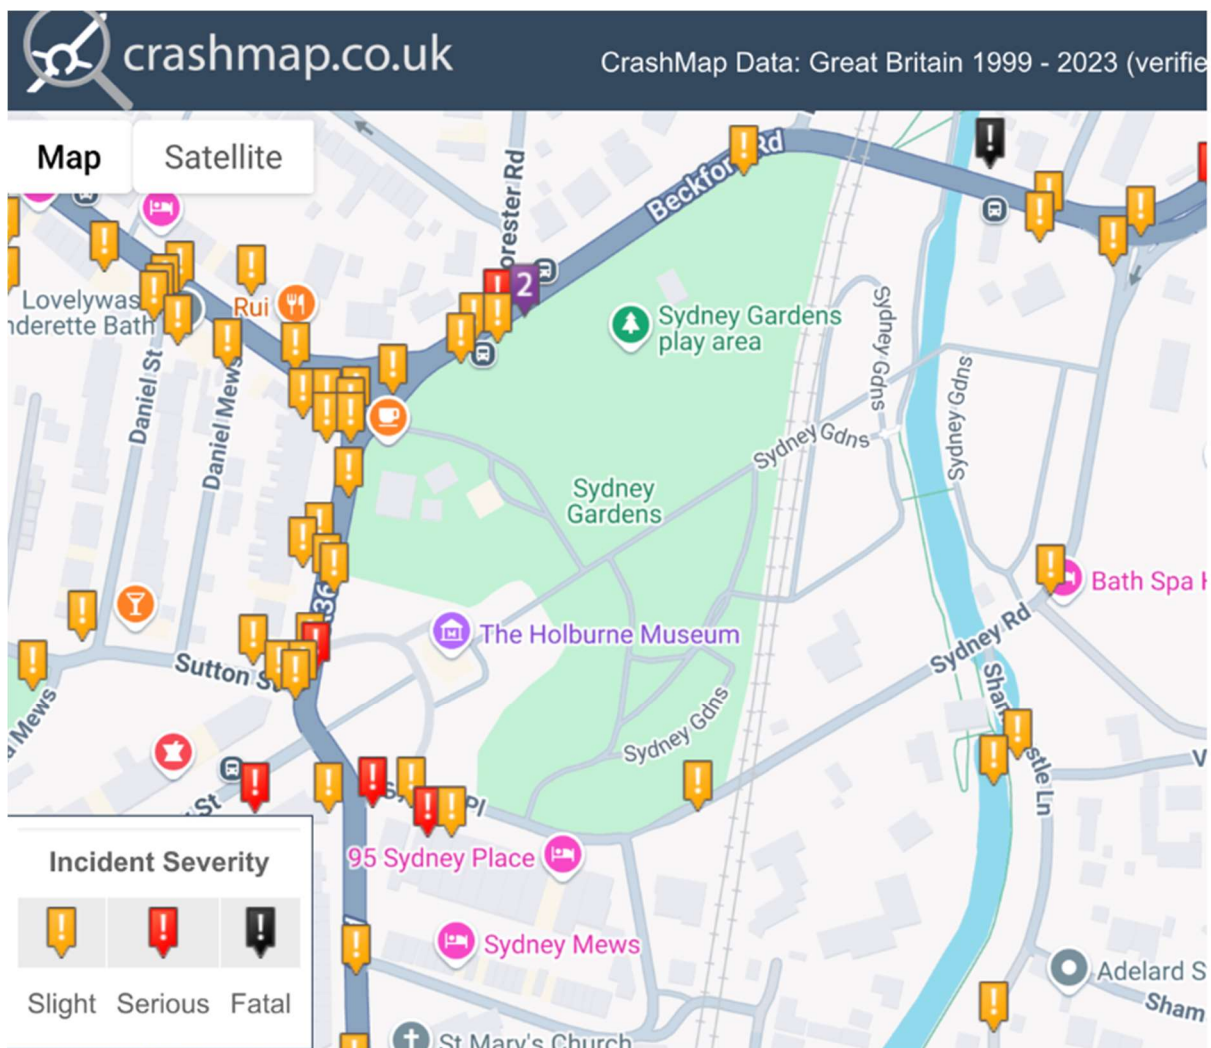 crashmap.co.uk
CrashMap Data: Great Britain 1999 - 2023 (verifie
Map
Satellite
orester Rd
Beckfor
Rd
2
Lovelywas
nderette Bath
Rui
Sydney Gardens
play area
Daniel St
Daniel Mews
Sydney Gdns
Sydney Gdns
Sydney Gdns
Sydney
Gardens
Bath Spa H
36
The Holburne Museum
Sutton S
Sydney Rd
Mews
Sydney Gdns
Sham
stle Ln
V
St
Pl
95 Sydney Place
Incident Severity
Sydney Mews
Adelard S
Slight
Serious
Fatal
Sham
St Mary's Church